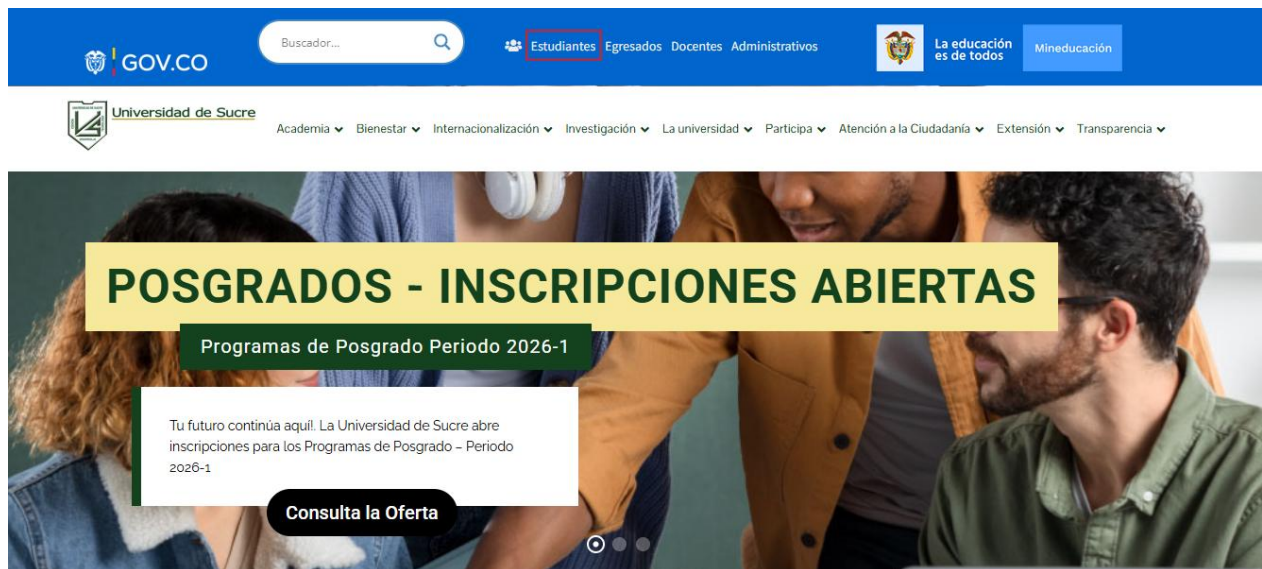 GOV.CO
Buscador...
Estudiantes Egresados Docentes Administrativos
La educación
es de todos
Mineducación
Universidad de Sucre
Academia Bienestar Internacionalización Investigación La universidad Participa Atención a la Ciudadanía Extensión Transparencia
POSGRADOS - INSCRIPCIONES ABIERTAS
Programas de Posgrado Periodo 2026-1
Tu futuro continúa aquí!. La Universidad de Sucre abre
inscripciones para los Programas de Posgrado – Periodo
2026-1
Consulta la Oferta